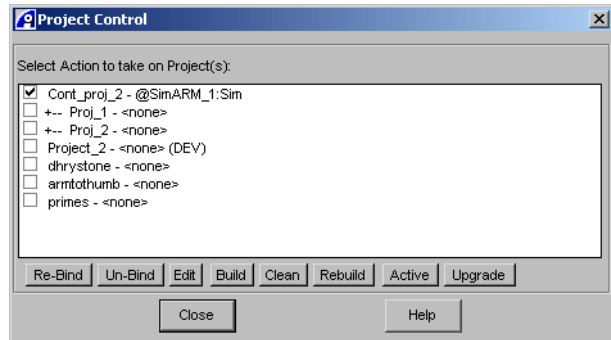 Project Control
Select Action to take on Project(s):
Cont_proj_2 - @SimARM_1:Sim
+-- Proj_1 - <none>
+-- Proj_2 - <none>
Project_2 - <none> (DEV)
dhrystone - <none>
armtothumb - <none>
primes - <none>
Re-Bind Un-Bind Edit Build Clean Rebuild Active Upgrade
Close Help